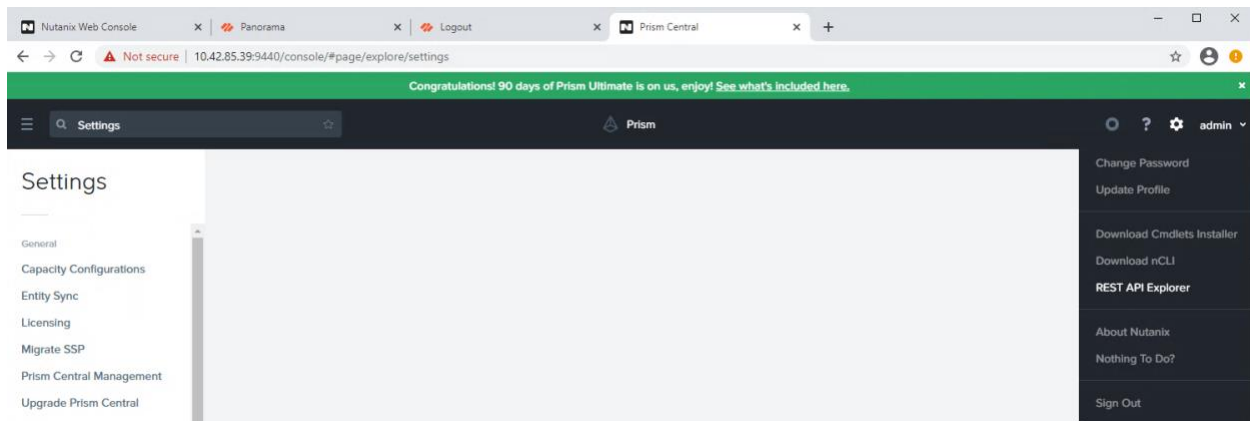 Nutanix Web Console
Panorama
Logout
Prism Central
Not secure | 10.42.85.39:9440/console/#page/explore/settings
Congratulations! 90 days of Prism Ultimate is on us, enjoy! See what's included here.
Settings
Prism
? admin
Settings
General
Capacity Configurations
Entity Sync
Licensing
Migrate SSP
Prism Central Management
Upgrade Prism Central
Change Password
Update Profile
Download Cmdlets Installer
Download nCLI
REST API Explorer
About Nutanix
Nothing To Do?
Sign Out